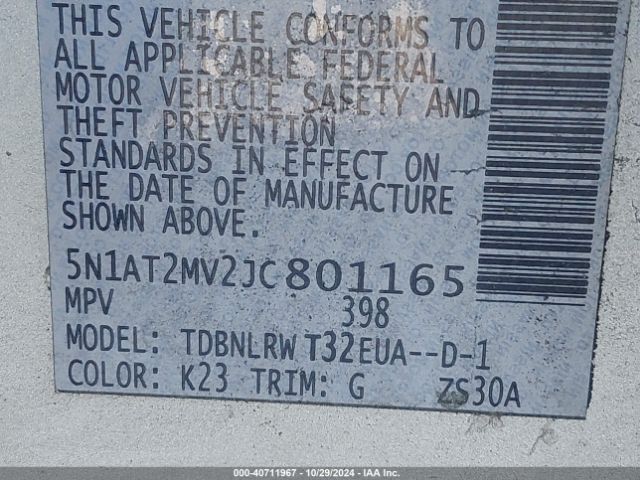 THIS VEHICLE CONFORMS TO
ALL APPLICABLE FEDERAL
MOTOR VEHICLE SAFETY AND
THEFT PREVENTION
STANDARDS IN EFFECT ON
THE DATE OF MANUFACTURE
SHOWN ABOVE.
5N1AT2MV2JC801165
MPV 398
MODEL: TDBNLRW T32EUA--D-1
COLOR: K23 TRIM: G ZS30A
000-40711967 - 10/29/2024 - IAA Inc.